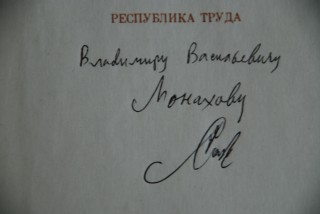 РЕСПУБЛИКА ТРУДА
Владимиру Васильевичу
Монахову